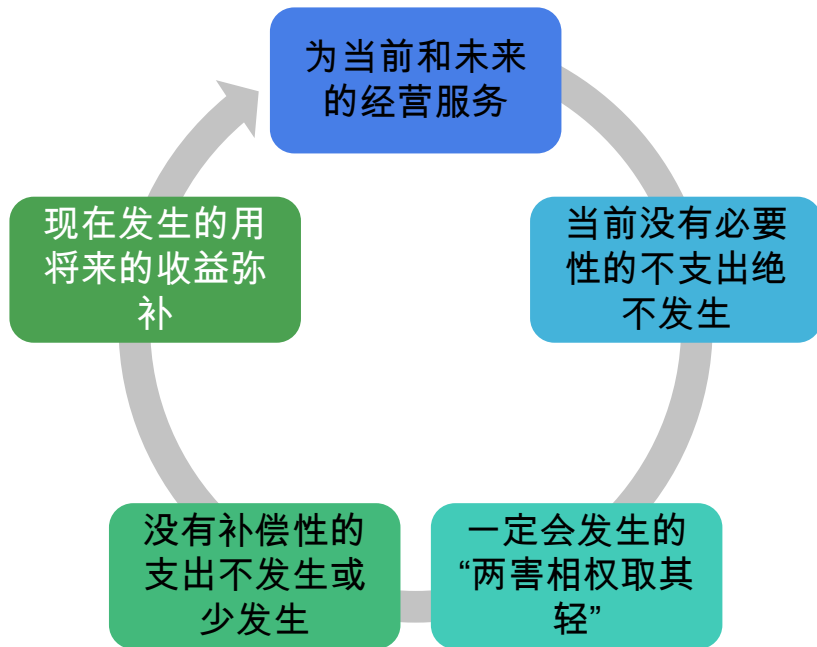 为当前和未来
的经营服务
当前没有必要
性的不支出绝
不发生
一定会发生的
“两害相权取其
轻”
没有补偿性的
支出不发生或
少发生
现在发生的用
将来的收益弥
补